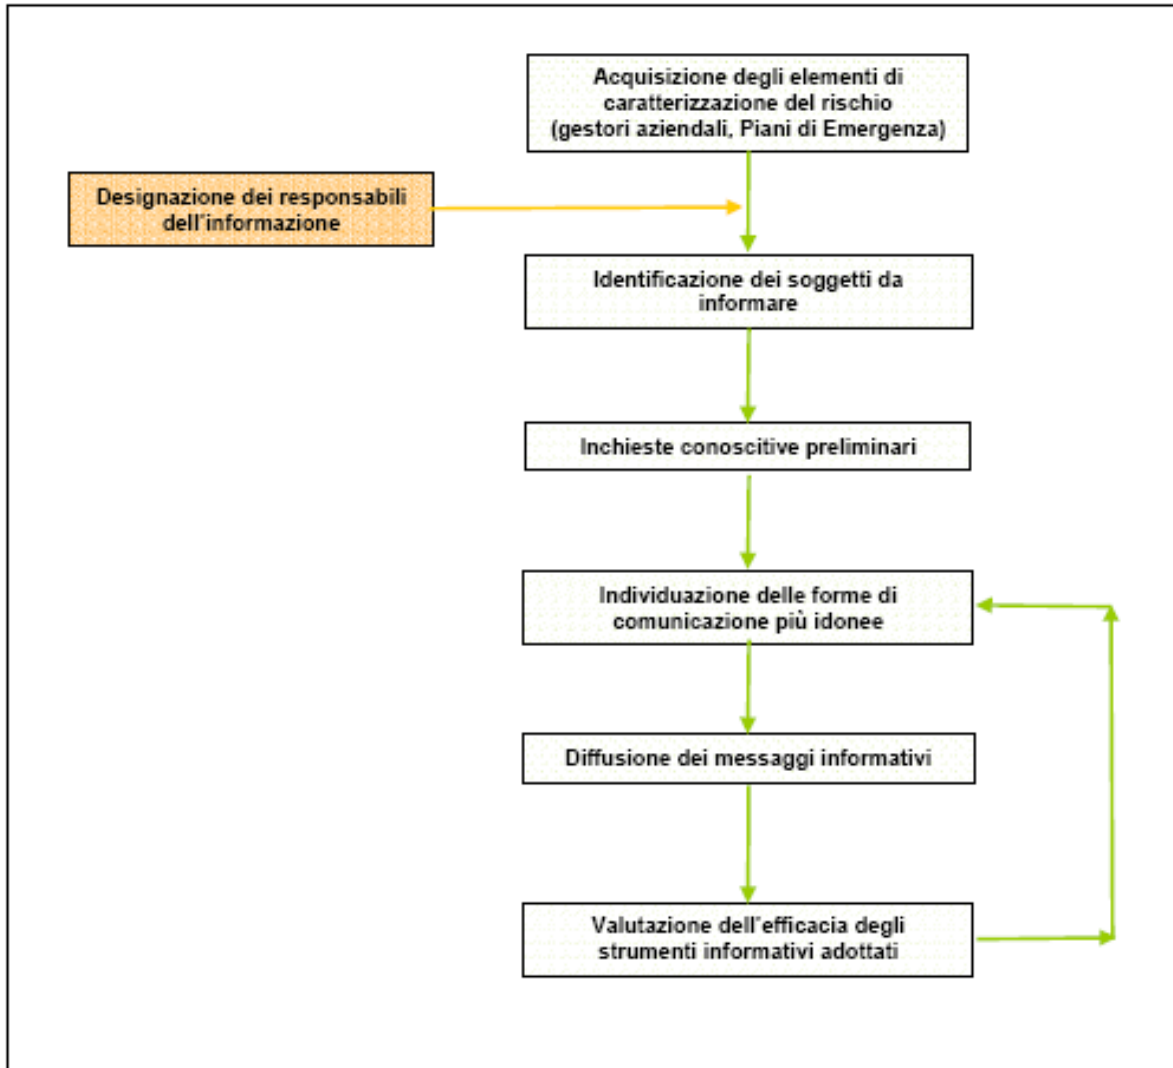 Acquisizione degli elementi di
caratterizzazione del rischio
(gestori aziendali, Piani di Emergenza)
Designazione dei responsabili
dell'informazione
Identificazione dei soggetti da
informare
Inchieste conoscitive preliminari
Individuazione delle forme di
comunicazione più idonee
Diffusione dei messaggi informativi
Valutazione dell'efficacia degli
strumenti informativi adottati